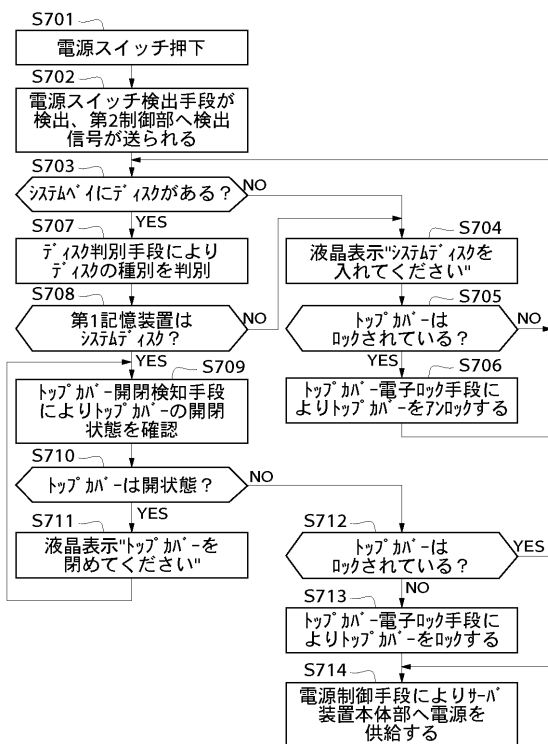 S701
電源スイッチ押下
S702
電源スイッチ検出手段が
検出、第2制御部へ検出
信号が送られる
S703
ｼｽﾃﾑﾍﾞｲにディスクがある？
NO
YES
S707
ディスク判別手段により
ディスクの種別を判別
S704
液晶表示"ｼｽﾃﾑﾃﾞｨｽｸを
入れてください"
S708
第1記憶装置は
ｼｽﾃﾑﾃﾞｨｽｸ？
NO
YES
S705
トップカバーは
ﾛｯｸされている？
NO
YES
S709
ﾄｯﾌﾟｶﾊﾞｰ開閉検知手段
によりﾄｯﾌﾟｶﾊﾞｰの開閉
状態を確認
S706
ﾄｯﾌﾟｶﾊﾞｰ電子ﾛｯｸ手段に
よりﾄｯﾌﾟｶﾊﾞｰをｱﾝﾛｯｸする
S710
ﾄｯﾌﾟｶﾊﾞｰは開状態？
NO
YES
S711
液晶表示"ﾄｯﾌﾟｶﾊﾞｰを
閉めてください"
S712
ﾄｯﾌﾟｶﾊﾞｰは
ﾛｯｸされている？
YES
NO
S713
ﾄｯﾌﾟｶﾊﾞｰ電子ﾛｯｸ手段に
よりﾄｯﾌﾟｶﾊﾞｰをﾛｯｸする
S714
電源制御手段によりｻｰﾊﾞ
装置本体部へ電源を
供給する